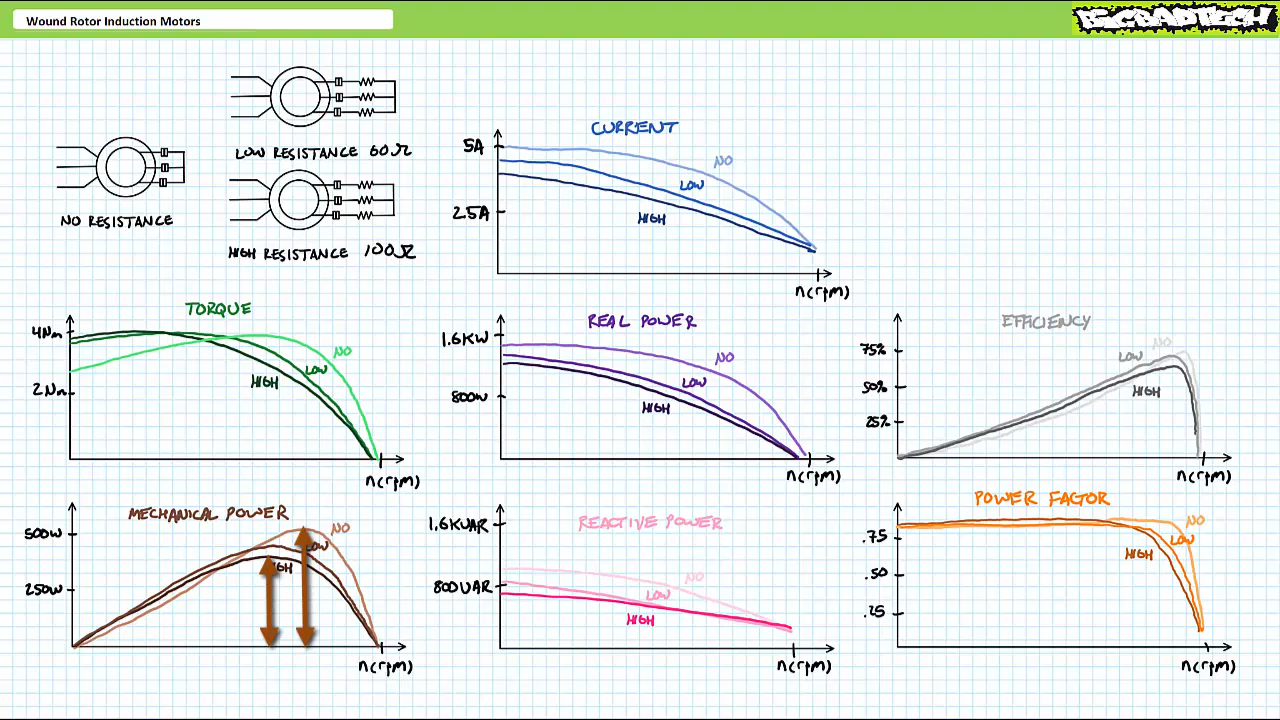 Wound Rotor Induction Motors
BIGBADTECH
LOW RESISTANCE 60Ω
NO RESISTANCE
HIGH RESISTANCE 100Ω
CURRENT
5A
2.5A
NO
LOW
HIGH
n(rpm)
TORQUE
4Nm
2Nm
NO
LOW
HIGH
n(rpm)
REAL POWER
1.6KW
800W
NO
LOW
HIGH
n(rpm)
EFFICIENCY
75%
50%
25%
NO
LOW
HIGH
n(rpm)
MECHANICAL POWER
500W
250W
NO
LOW
HIGH
n(rpm)
REACTIVE POWER
1.6KVAR
800VAR
NO
LOW
HIGH
n(rpm)
POWER FACTOR
.75
.50
.25
NO
LOW
HIGH
n(rpm)